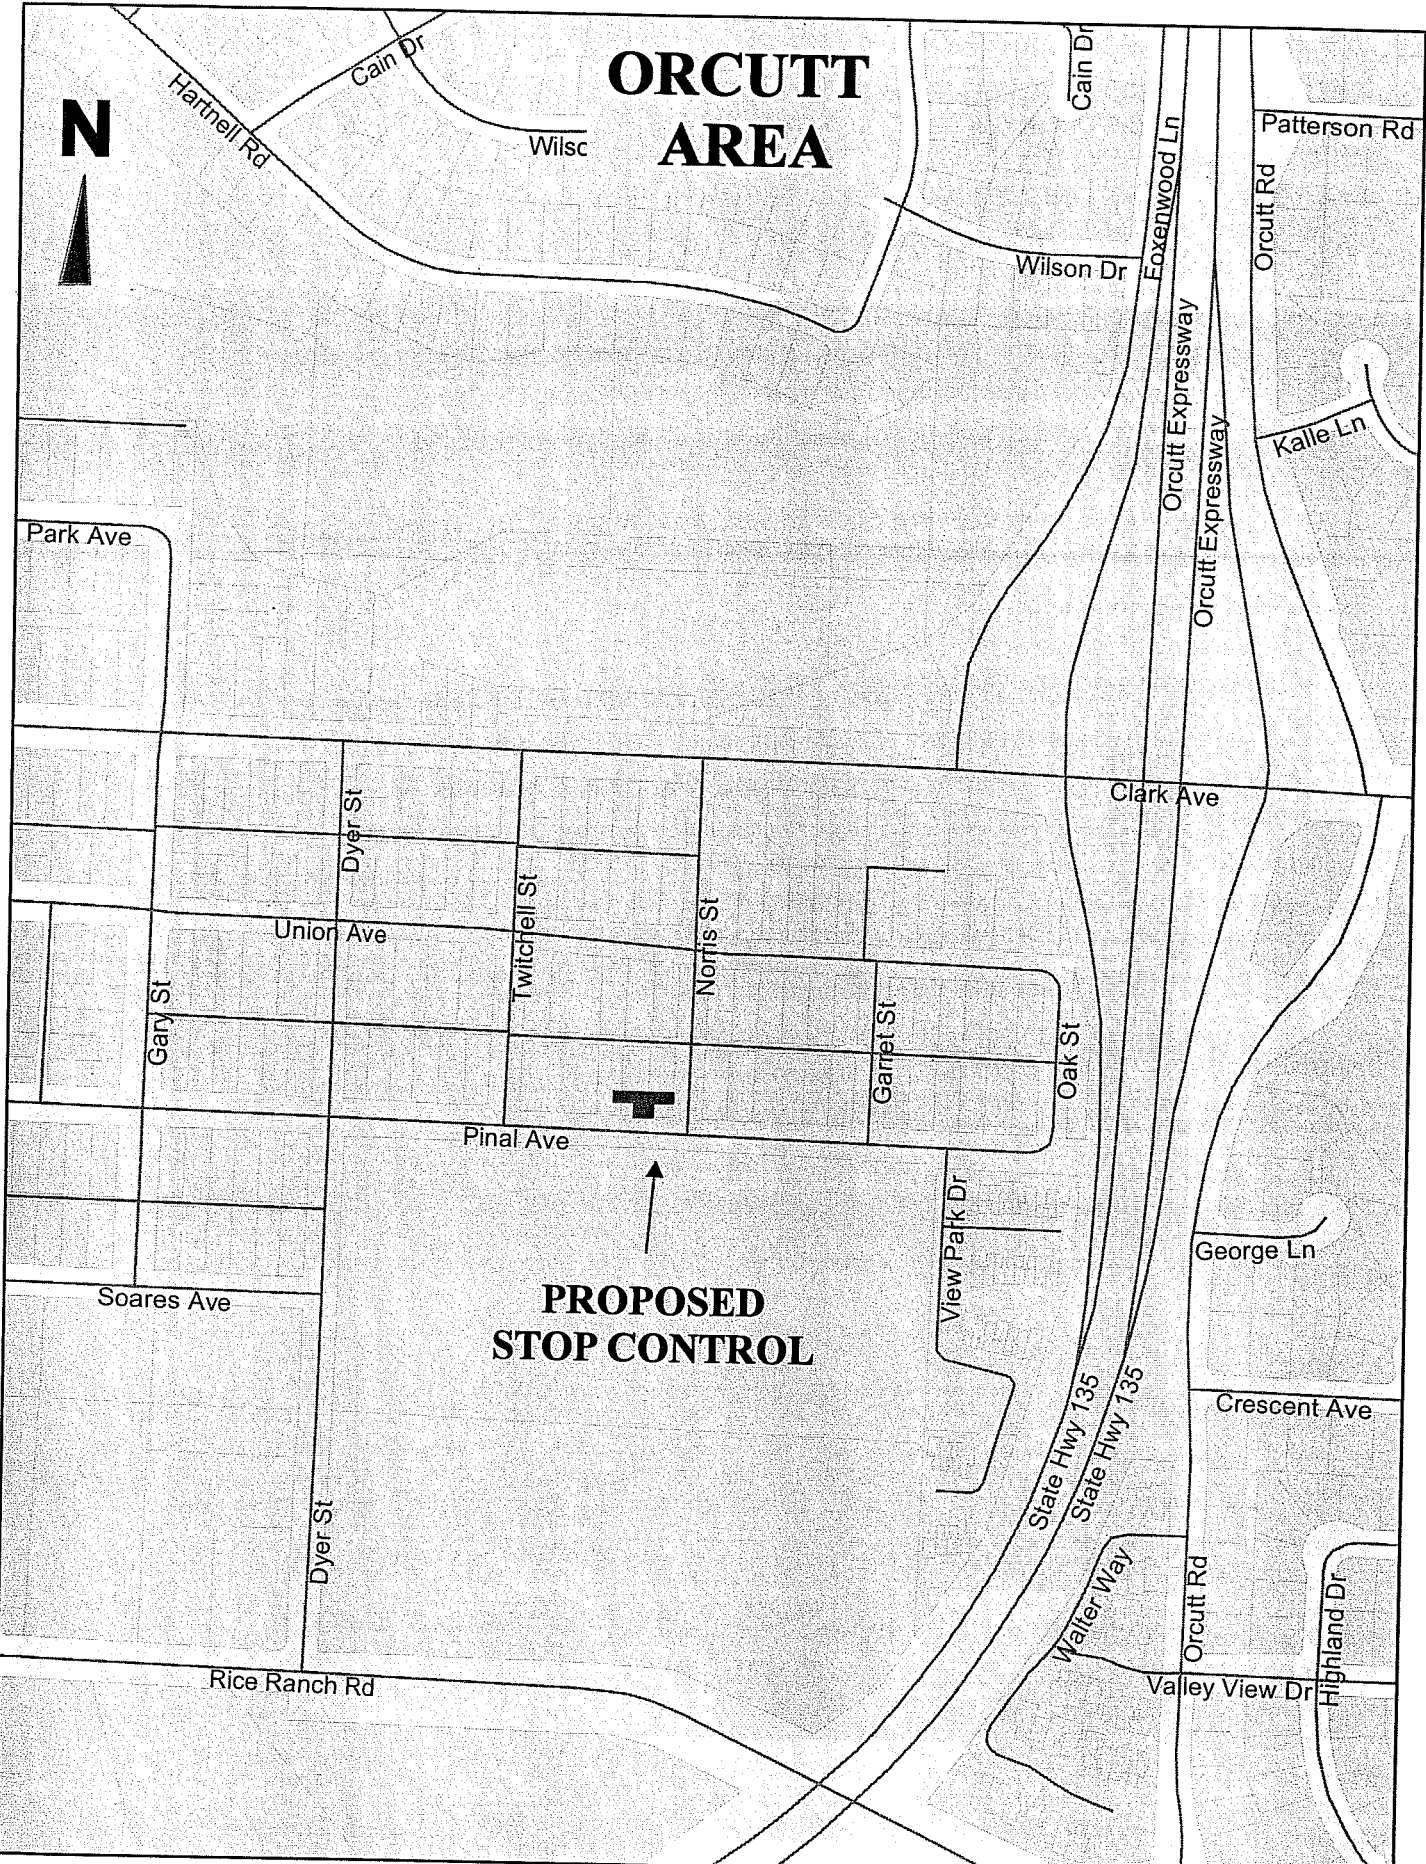 ORCUTT
AREA
N
Hartnell Rd
Cain Dr
Wilsc
Cain Dr
Foxenwood Ln
Patterson Rd
Orcutt Rd
Wilson Dr
Orcutt Expressway
Orcutt Expressway
Kalle Ln
Park Ave
Clark Ave
Dyer St
Twitchell St
Norris St
Union Ave
Gary St
Garret St
Oak St
Pinal Ave
View Park Dr
George Ln
Soares Ave
PROPOSED
STOP CONTROL
State Hwy 135
State Hwy 135
Crescent Ave
Dyer St
Walter Way
Orcutt Rd
Highland Dr
Rice Ranch Rd
Valley View Dr